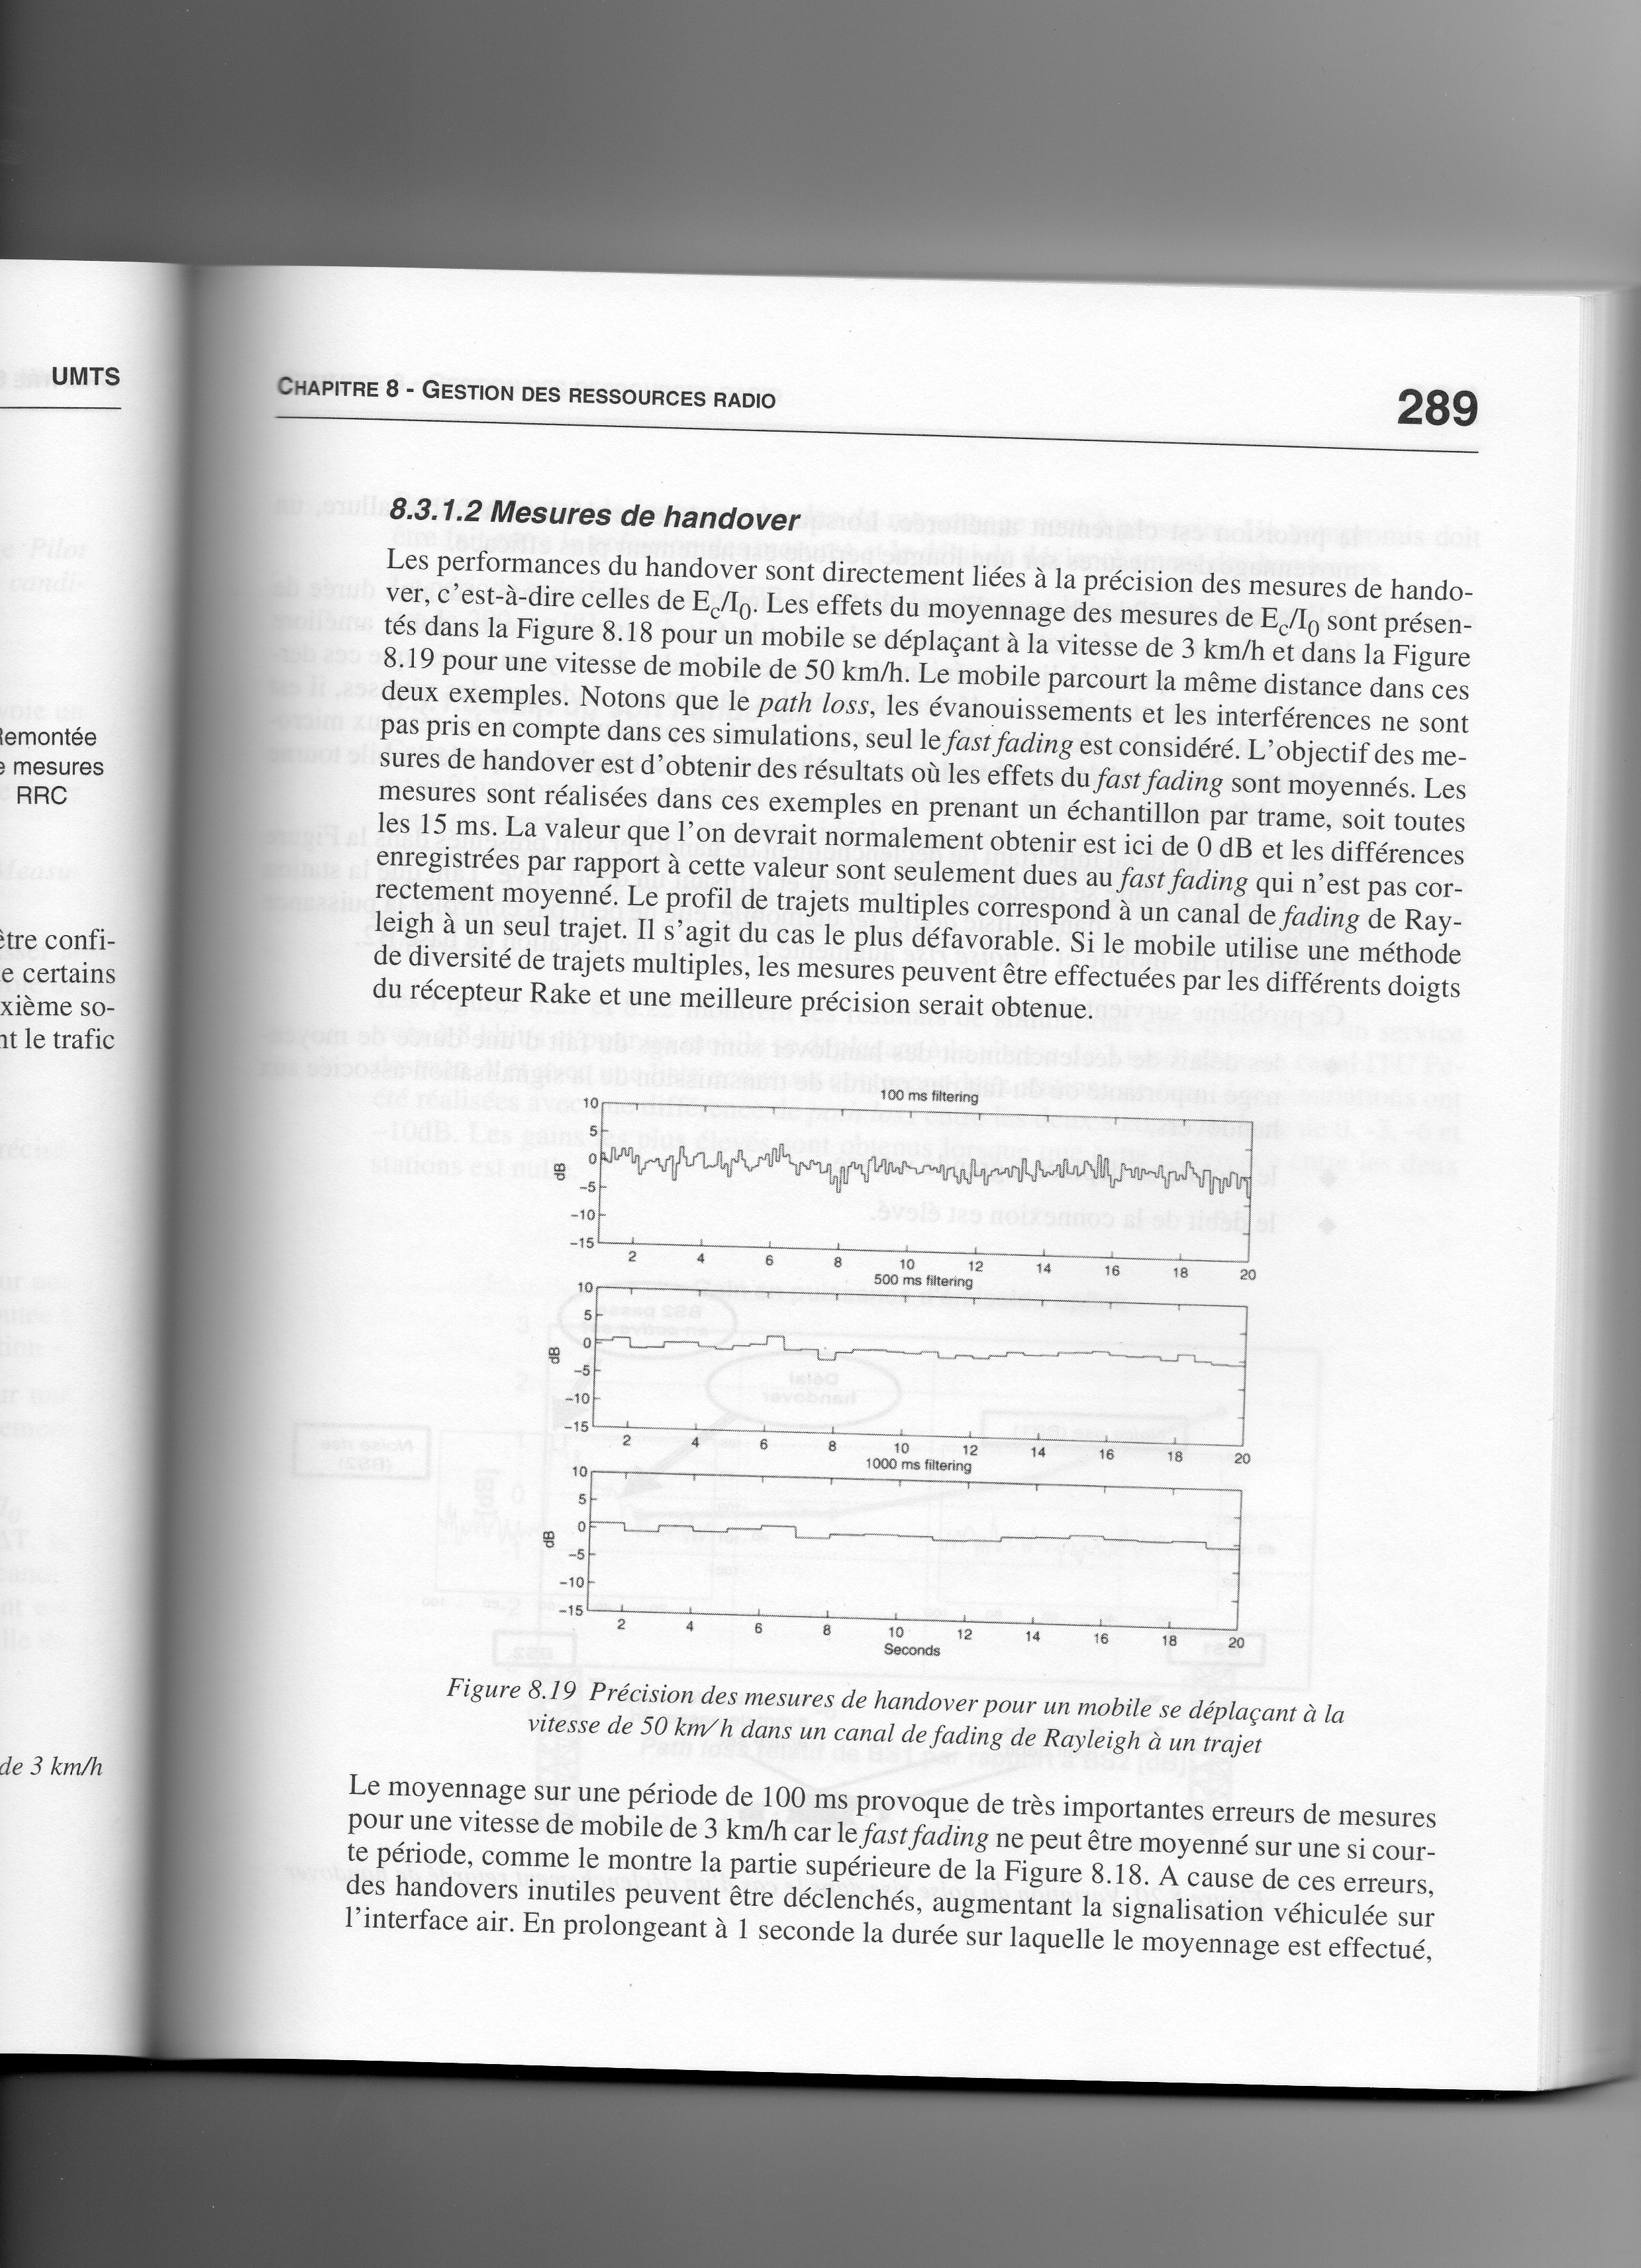 UMTS
e Pilot
candi-
Remontée
e mesures
RRC
être confi-
e certains
xième so-
nt le trafic
de 3 km/h
CHAPITRE 8 - GESTION DES RESSOURCES RADIO
289
8.3.1.2 Mesures de handover
Les performances du handover sont directement liées à la précision des mesures de hando-
ver, c'est-à-dire celles de Ec/I0. Les effets du moyennage des mesures de Ec/I0 sont présen-
tés dans la Figure 8.18 pour un mobile se déplaçant à la vitesse de 3 km/h et dans la Figure
8.19 pour une vitesse de mobile de 50 km/h. Le mobile parcourt la même distance dans ces
deux exemples. Notons que le path loss, les évanouissements et les interférences ne sont
pas pris en compte dans ces simulations, seul le fast fading est considéré. L'objectif des me-
sures de handover est d'obtenir des résultats où les effets du fast fading sont moyennés. Les
mesures sont réalisées dans ces exemples en prenant un échantillon par trame, soit toutes
les 15 ms. La valeur que l'on devrait normalement obtenir est ici de 0 dB et les différences
enregistrées par rapport à cette valeur sont seulement dues au fast fading qui n'est pas cor-
rectement moyenné. Le profil de trajets multiples correspond à un canal de fading de Ray-
leigh à un seul trajet. Il s'agit du cas le plus défavorable. Si le mobile utilise une méthode
de diversité de trajets multiples, les mesures peuvent être effectuées par les différents doigts
du récepteur Rake et une meilleure précision serait obtenue.
100 ms filtering
10
5
0
-5
-10
-15
dB
2 4 6 8 10 12 14 16 18 20
500 ms filtering
10
5
0
-5
-10
-15
dB
2 4 6 8 10 12 14 16 18 20
1000 ms filtering
10
5
0
-5
-10
-15
dB
2 4 6 8 10 12 14 16 18 20
Seconds
Figure 8.19 Précision des mesures de handover pour un mobile se déplaçant à la
vitesse de 50 km/h dans un canal de fading de Rayleigh à un trajet
Le moyennage sur une période de 100 ms provoque de très importantes erreurs de mesures
pour une vitesse de mobile de 3 km/h car le fast fading ne peut être moyenné sur une si cour-
te période, comme le montre la partie supérieure de la Figure 8.18. A cause de ces erreurs,
des handovers inutiles peuvent être déclenchés, augmentant la signalisation véhiculée sur
l'interface air. En prolongeant à 1 seconde la durée sur laquelle le moyennage est effectué,